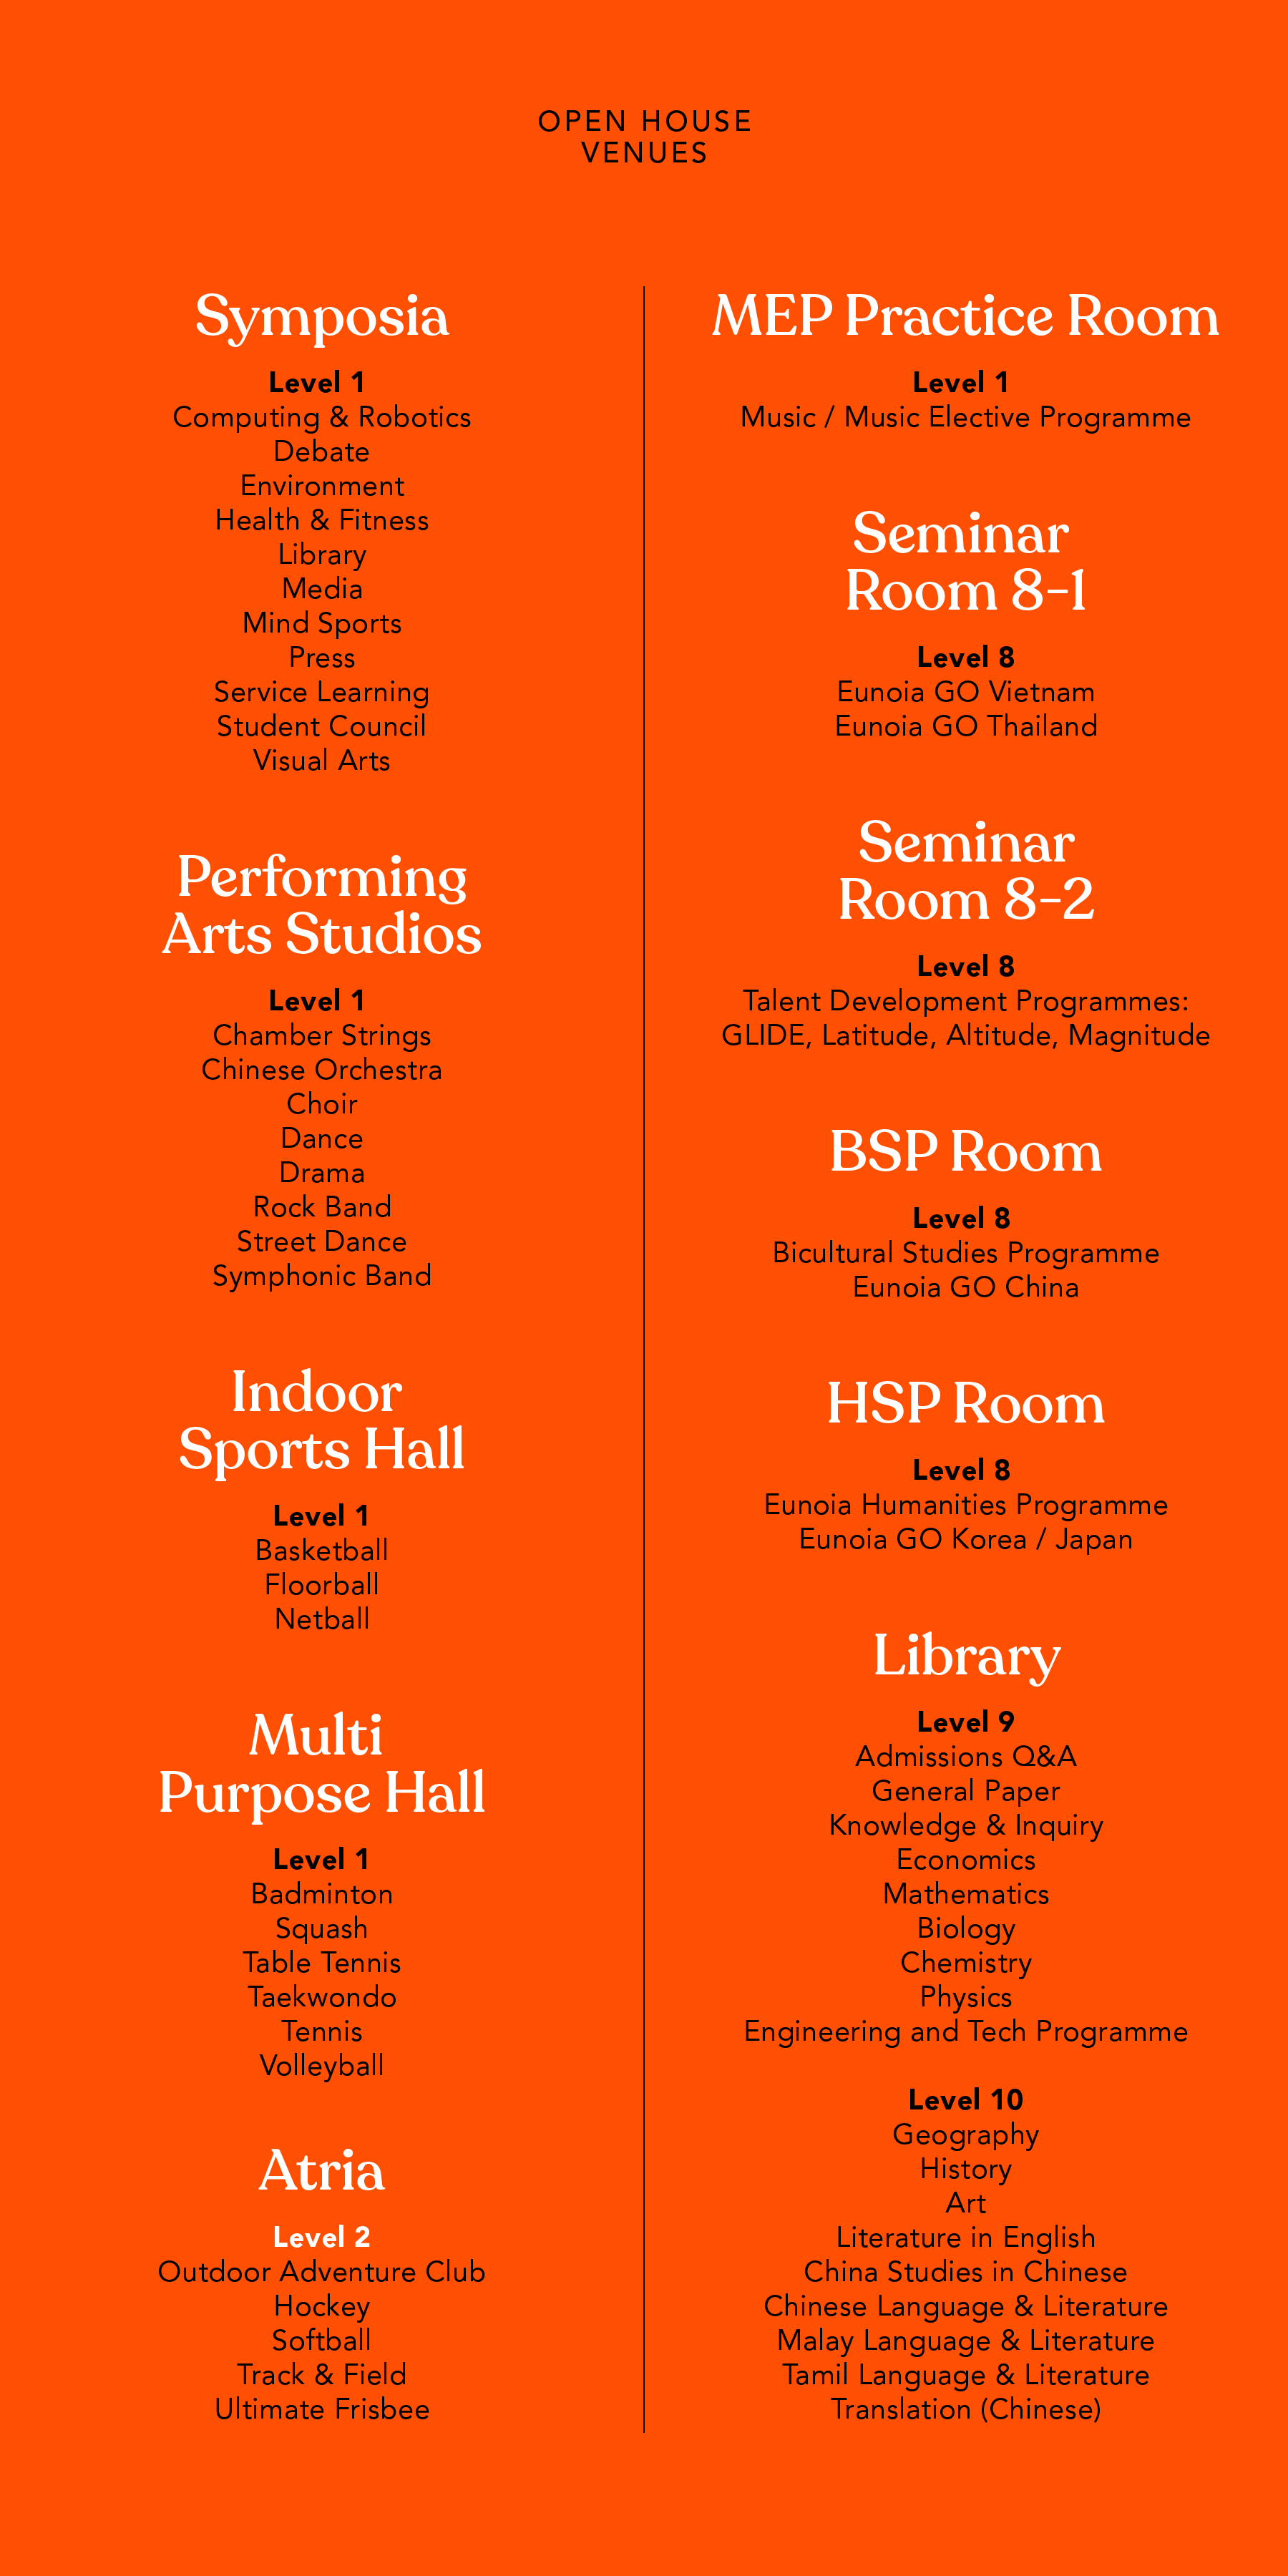 OPEN HOUSE
VENUES
Symposia
Level 1
Computing & Robotics
Debate
Environment
Health & Fitness
Library
Media
Mind Sports
Press
Service Learning
Student Council
Visual Arts
Performing
Arts Studios
Level 1
Chamber Strings
Chinese Orchestra
Choir
Dance
Drama
Rock Band
Street Dance
Symphonic Band
Indoor
Sports Hall
Level 1
Basketball
Floorball
Netball
Multi
Purpose Hall
Level 1
Badminton
Squash
Table Tennis
Taekwondo
Tennis
Volleyball
Atria
Level 2
Outdoor Adventure Club
Hockey
Softball
Track & Field
Ultimate Frisbee
MEP Practice Room
Level 1
Music / Music Elective Programme
Seminar
Room 8-1
Level 8
Eunoia GO Vietnam
Eunoia GO Thailand
Seminar
Room 8-2
Level 8
Talent Development Programmes:
GLIDE, Latitude, Altitude, Magnitude
BSP Room
Level 8
Bicultural Studies Programme
Eunoia GO China
HSP Room
Level 8
Eunoia Humanities Programme
Eunoia GO Korea / Japan
Library
Level 9
Admissions Q&A
General Paper
Knowledge & Inquiry
Economics
Mathematics
Biology
Chemistry
Physics
Engineering and Tech Programme
Level 10
Geography
History
Art
Literature in English
China Studies in Chinese
Chinese Language & Literature
Malay Language & Literature
Tamil Language & Literature
Translation (Chinese)